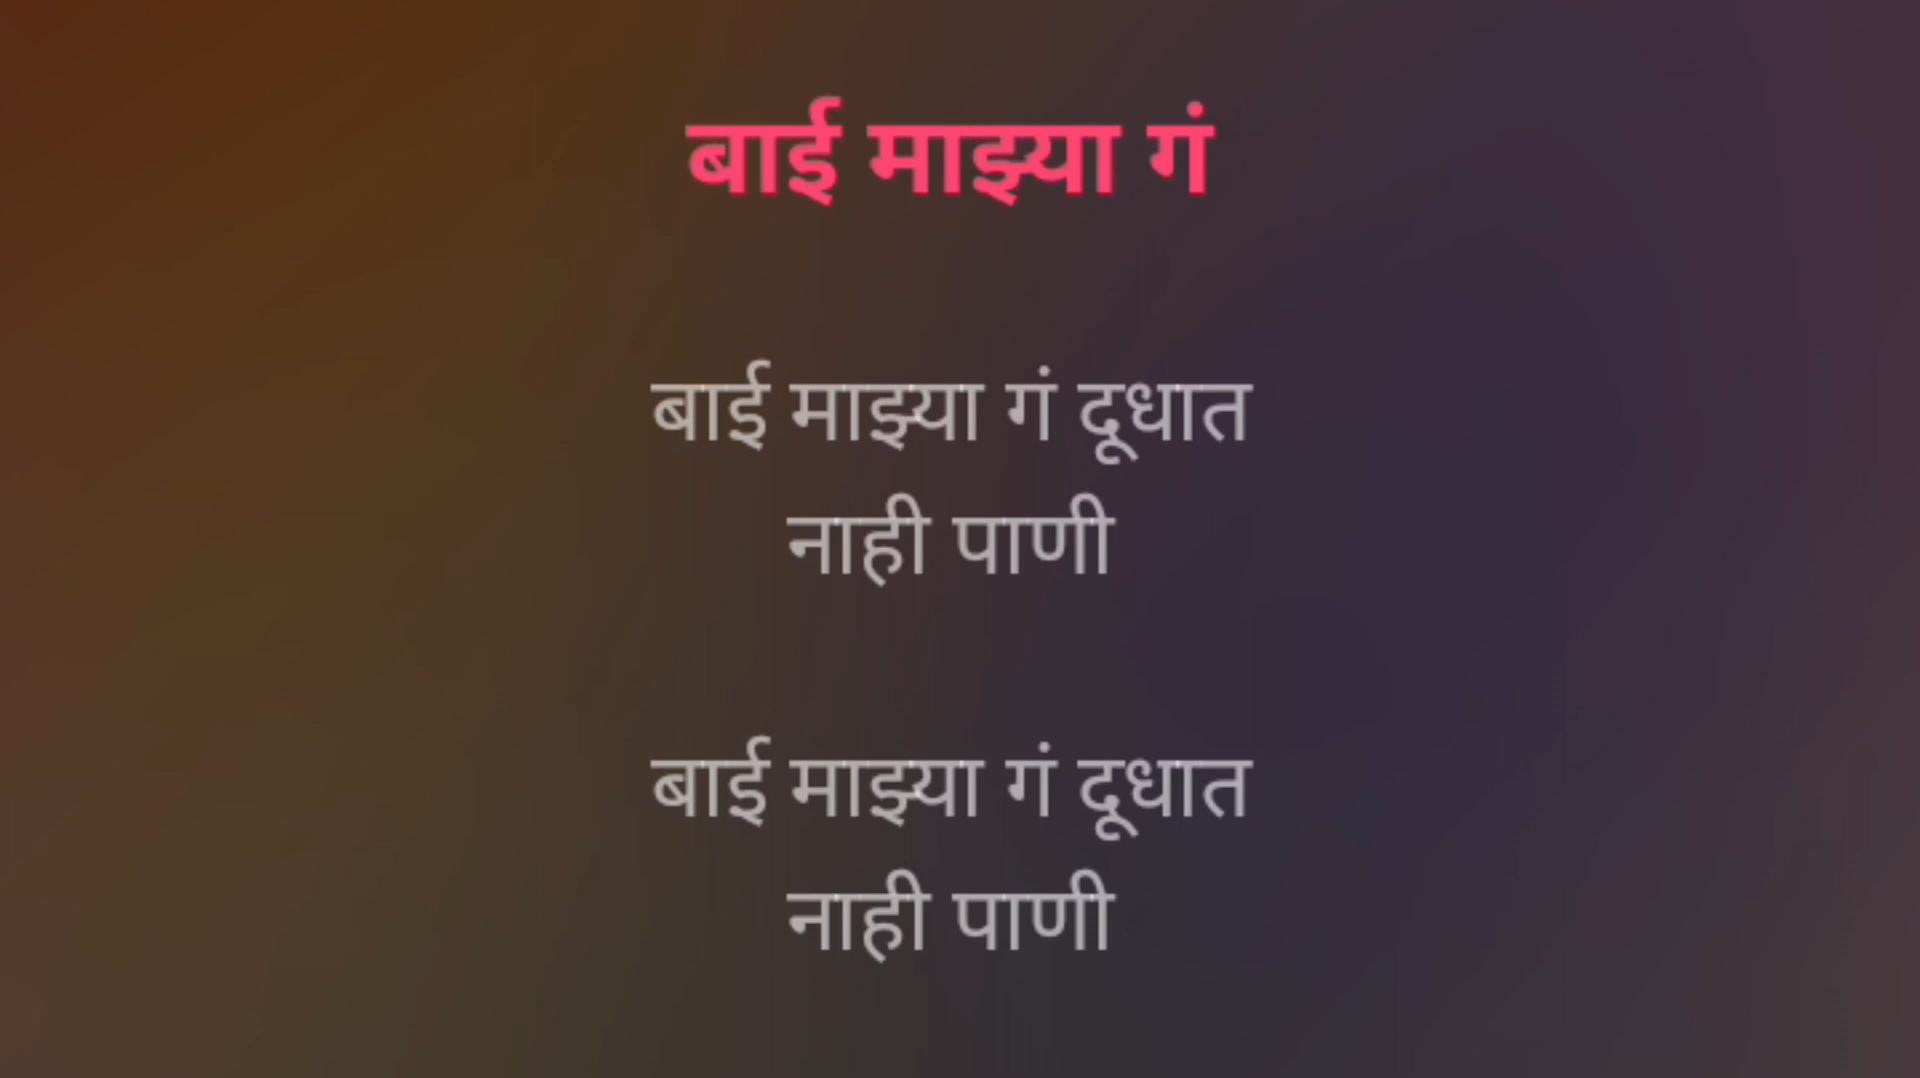 बाई माझ्या गं
बाई माझ्या गं दूधात
नाही पाणी
बाई माझ्या गं दूधात
नाही पाणी